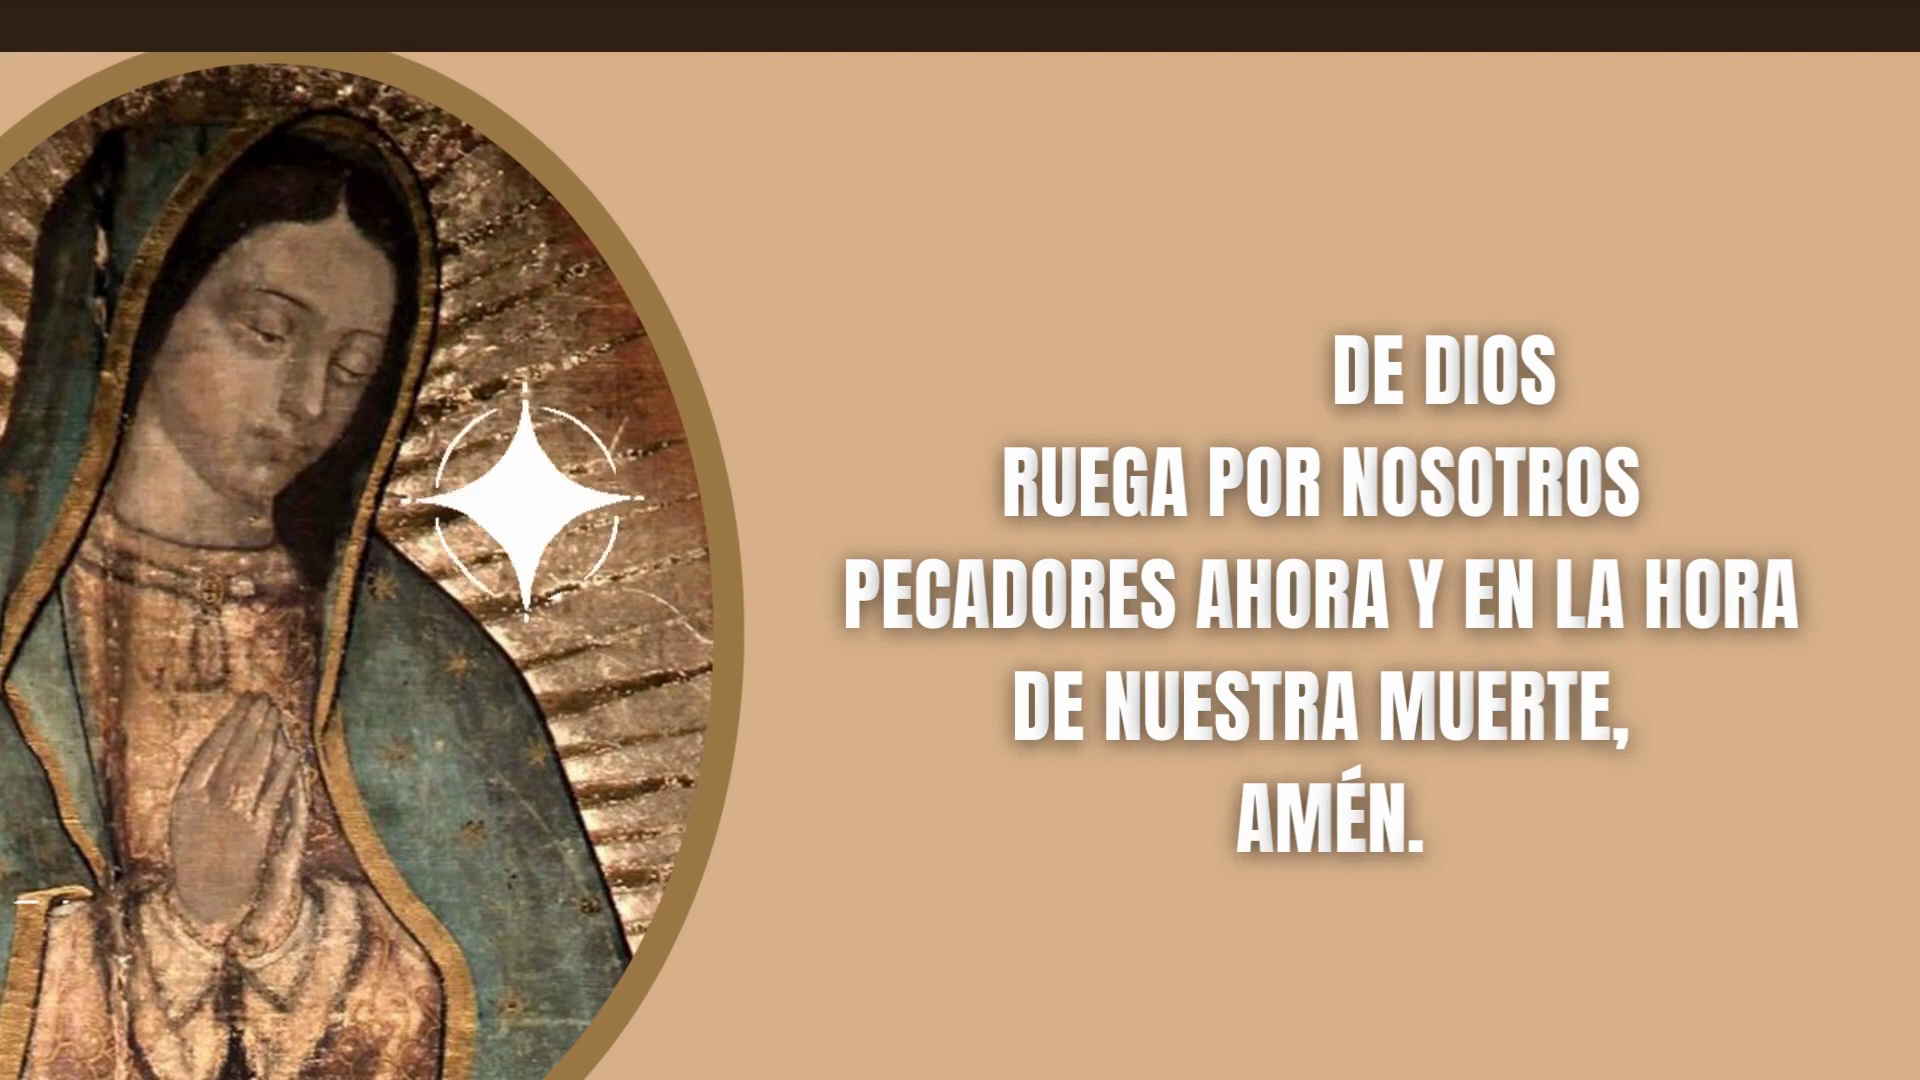 DE DIOS
RUEGA POR NOSOTROS
PECADORES AHORA Y EN LA HORA
DE NUESTRA MUERTE,
AMÉN.